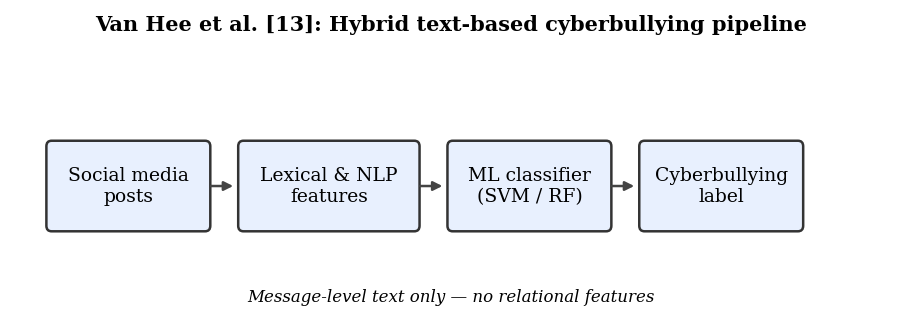 Van Hee et al. [13]: Hybrid text-based cyberbullying pipeline
Social media
posts
Lexical & NLP
features
ML classifier
(SVM / RF)
Cyberbullying
label
Message-level text only — no relational features